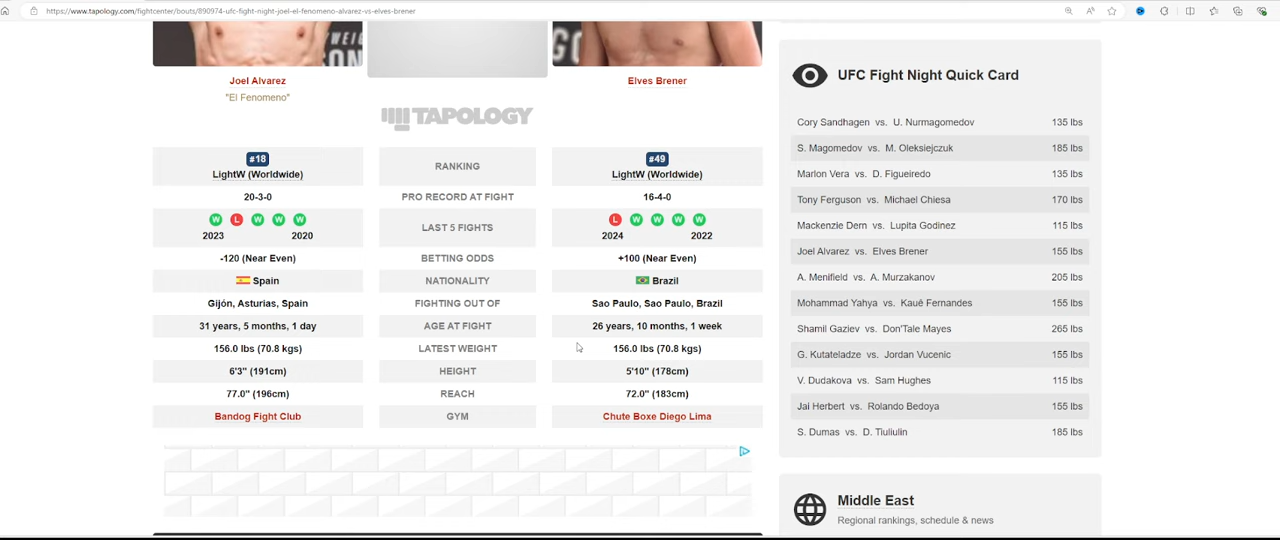 https://www.tapology.com/fightcenter/bouts/890974-ufc-fight-night-joel-el-fenomeno-alvarez-vs-elves-brener
Joel Alvarez
"El Fenomeno"
Elves Brener
TAPOLOGY
#18
LightW (Worldwide)
RANKING
#49
LightW (Worldwide)
20-3-0
PRO RECORD AT FIGHT
16-4-0
W L W W W
2023 2020
LAST 5 FIGHTS
L W W W W
2024 2022
-120 (Near Even)
BETTING ODDS
+100 (Near Even)
Spain
NATIONALITY
Brazil
Gijón, Asturias, Spain
FIGHTING OUT OF
Sao Paulo, Sao Paulo, Brazil
31 years, 5 months, 1 day
AGE AT FIGHT
26 years, 10 months, 1 week
156.0 lbs (70.8 kgs)
LATEST WEIGHT
156.0 lbs (70.8 kgs)
6'3" (191cm)
HEIGHT
5'10" (178cm)
77.0" (196cm)
REACH
72.0" (183cm)
Bandog Fight Club
GYM
Chute Boxe Diego Lima
UFC Fight Night Quick Card
Cory Sandhagen vs. U. Nurmagomedov 135 lbs
S. Magomedov vs. M. Oleksiejczuk 185 lbs
Marlon Vera vs. D. Figueiredo 135 lbs
Tony Ferguson vs. Michael Chiesa 170 lbs
Mackenzie Dern vs. Lupita Godinez 115 lbs
Joel Alvarez vs. Elves Brener 155 lbs
A. Menifield vs. A. Murzakanov 205 lbs
Mohammad Yahya vs. Kauê Fernandes 155 lbs
Shamil Gaziev vs. Don'Tale Mayes 265 lbs
G. Kutateladze vs. Jordan Vucenic 155 lbs
V. Dudakova vs. Sam Hughes 115 lbs
Jai Herbert vs. Rolando Bedoya 155 lbs
S. Dumas vs. D. Tiuliulin 185 lbs
Middle East
Regional rankings, schedule & news